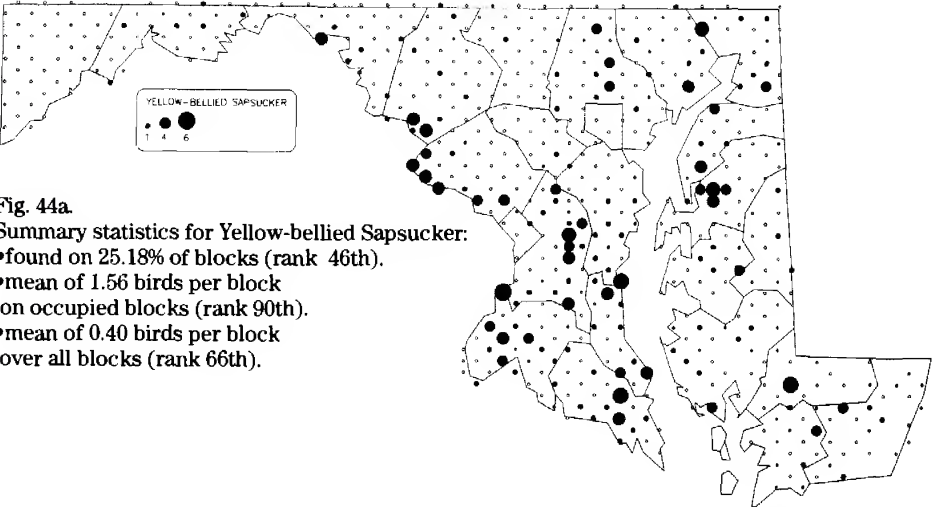 YELLOW-BELLIED SAPSUCKER
1 4 6
Fig. 44a.
Summary statistics for Yellow-bellied Sapsucker:
•found on 25.18% of blocks (rank 46th).
•mean of 1.56 birds per block
on occupied blocks (rank 90th).
•mean of 0.40 birds per block
over all blocks (rank 66th).